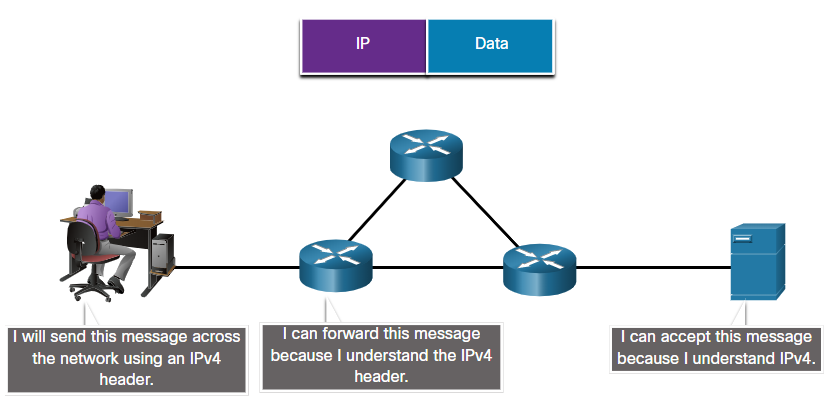 IP
Data
I will send this message across
the network using an IPv4
header.
I can forward this message
because I understand the IPv4
header.
I can accept this message
because I understand IPv4.